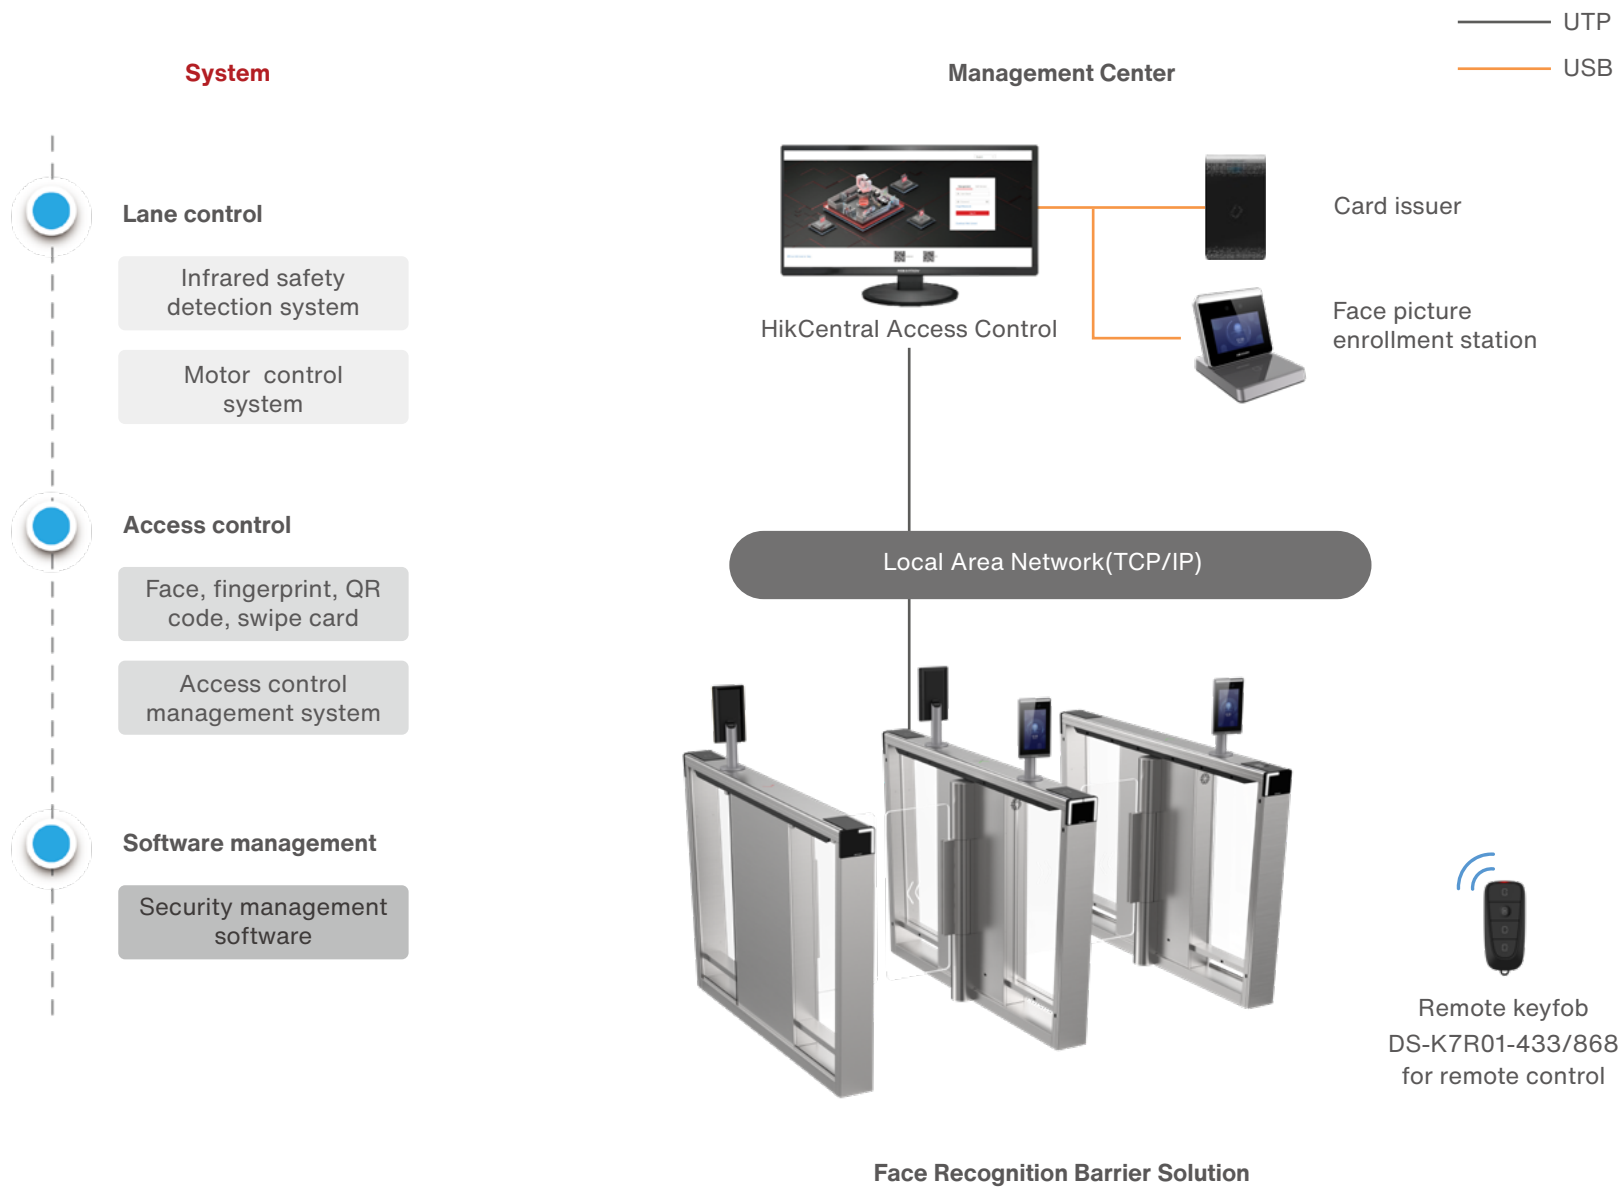 UTP
USB
System
Management Center
Lane control
Infrared safety
detection system
Motor control
system
Access control
Face, fingerprint, QR
code, swipe card
Access control
management system
Software management
Security management
software
Card issuer
Face picture
enrollment station
HikCentral Access Control
Local Area Network(TCP/IP)
Remote keyfob
DS-K7R01-433/868
for remote control
Face Recognition Barrier Solution